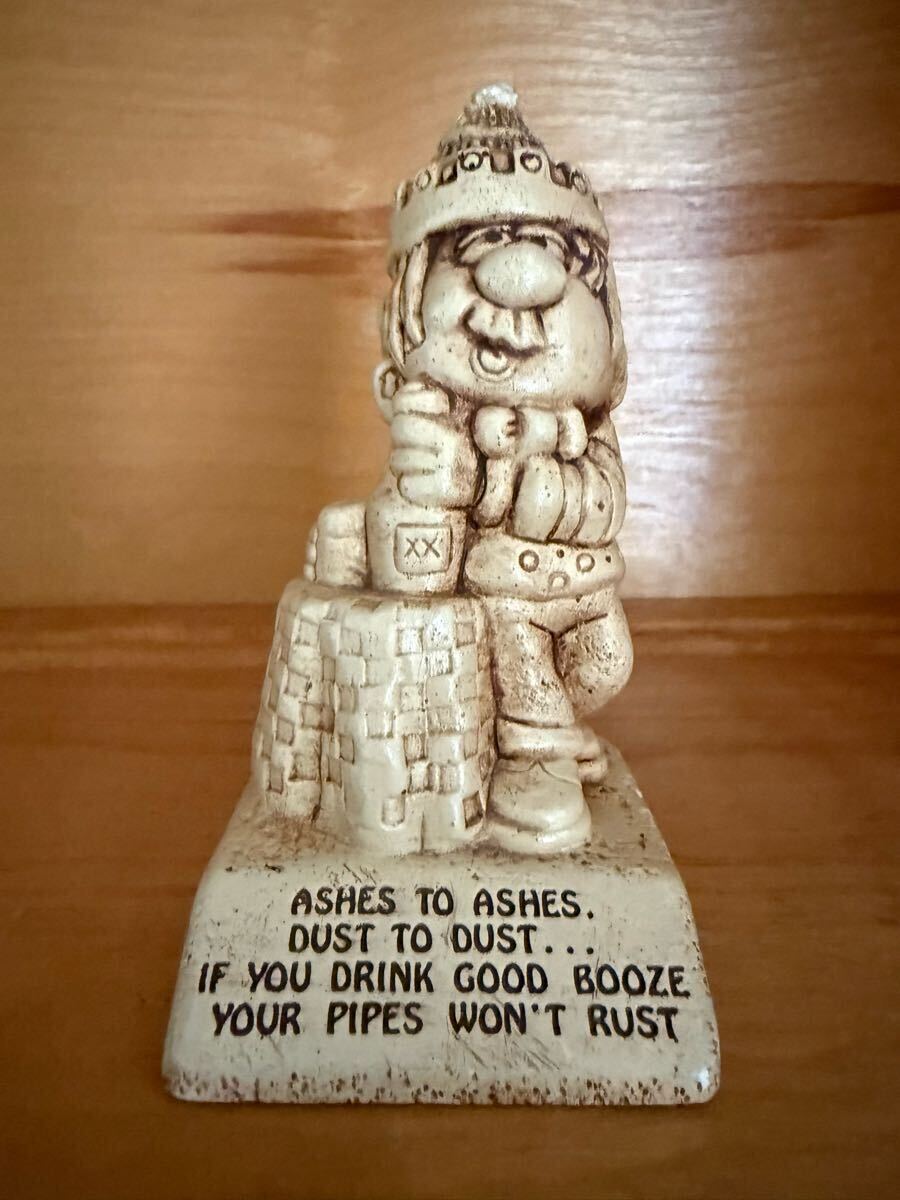 XX
ASHES TO ASHES.
DUST TO DUST...
IF YOU DRINK GOOD BOOZE
YOUR PIPES WON'T RUST